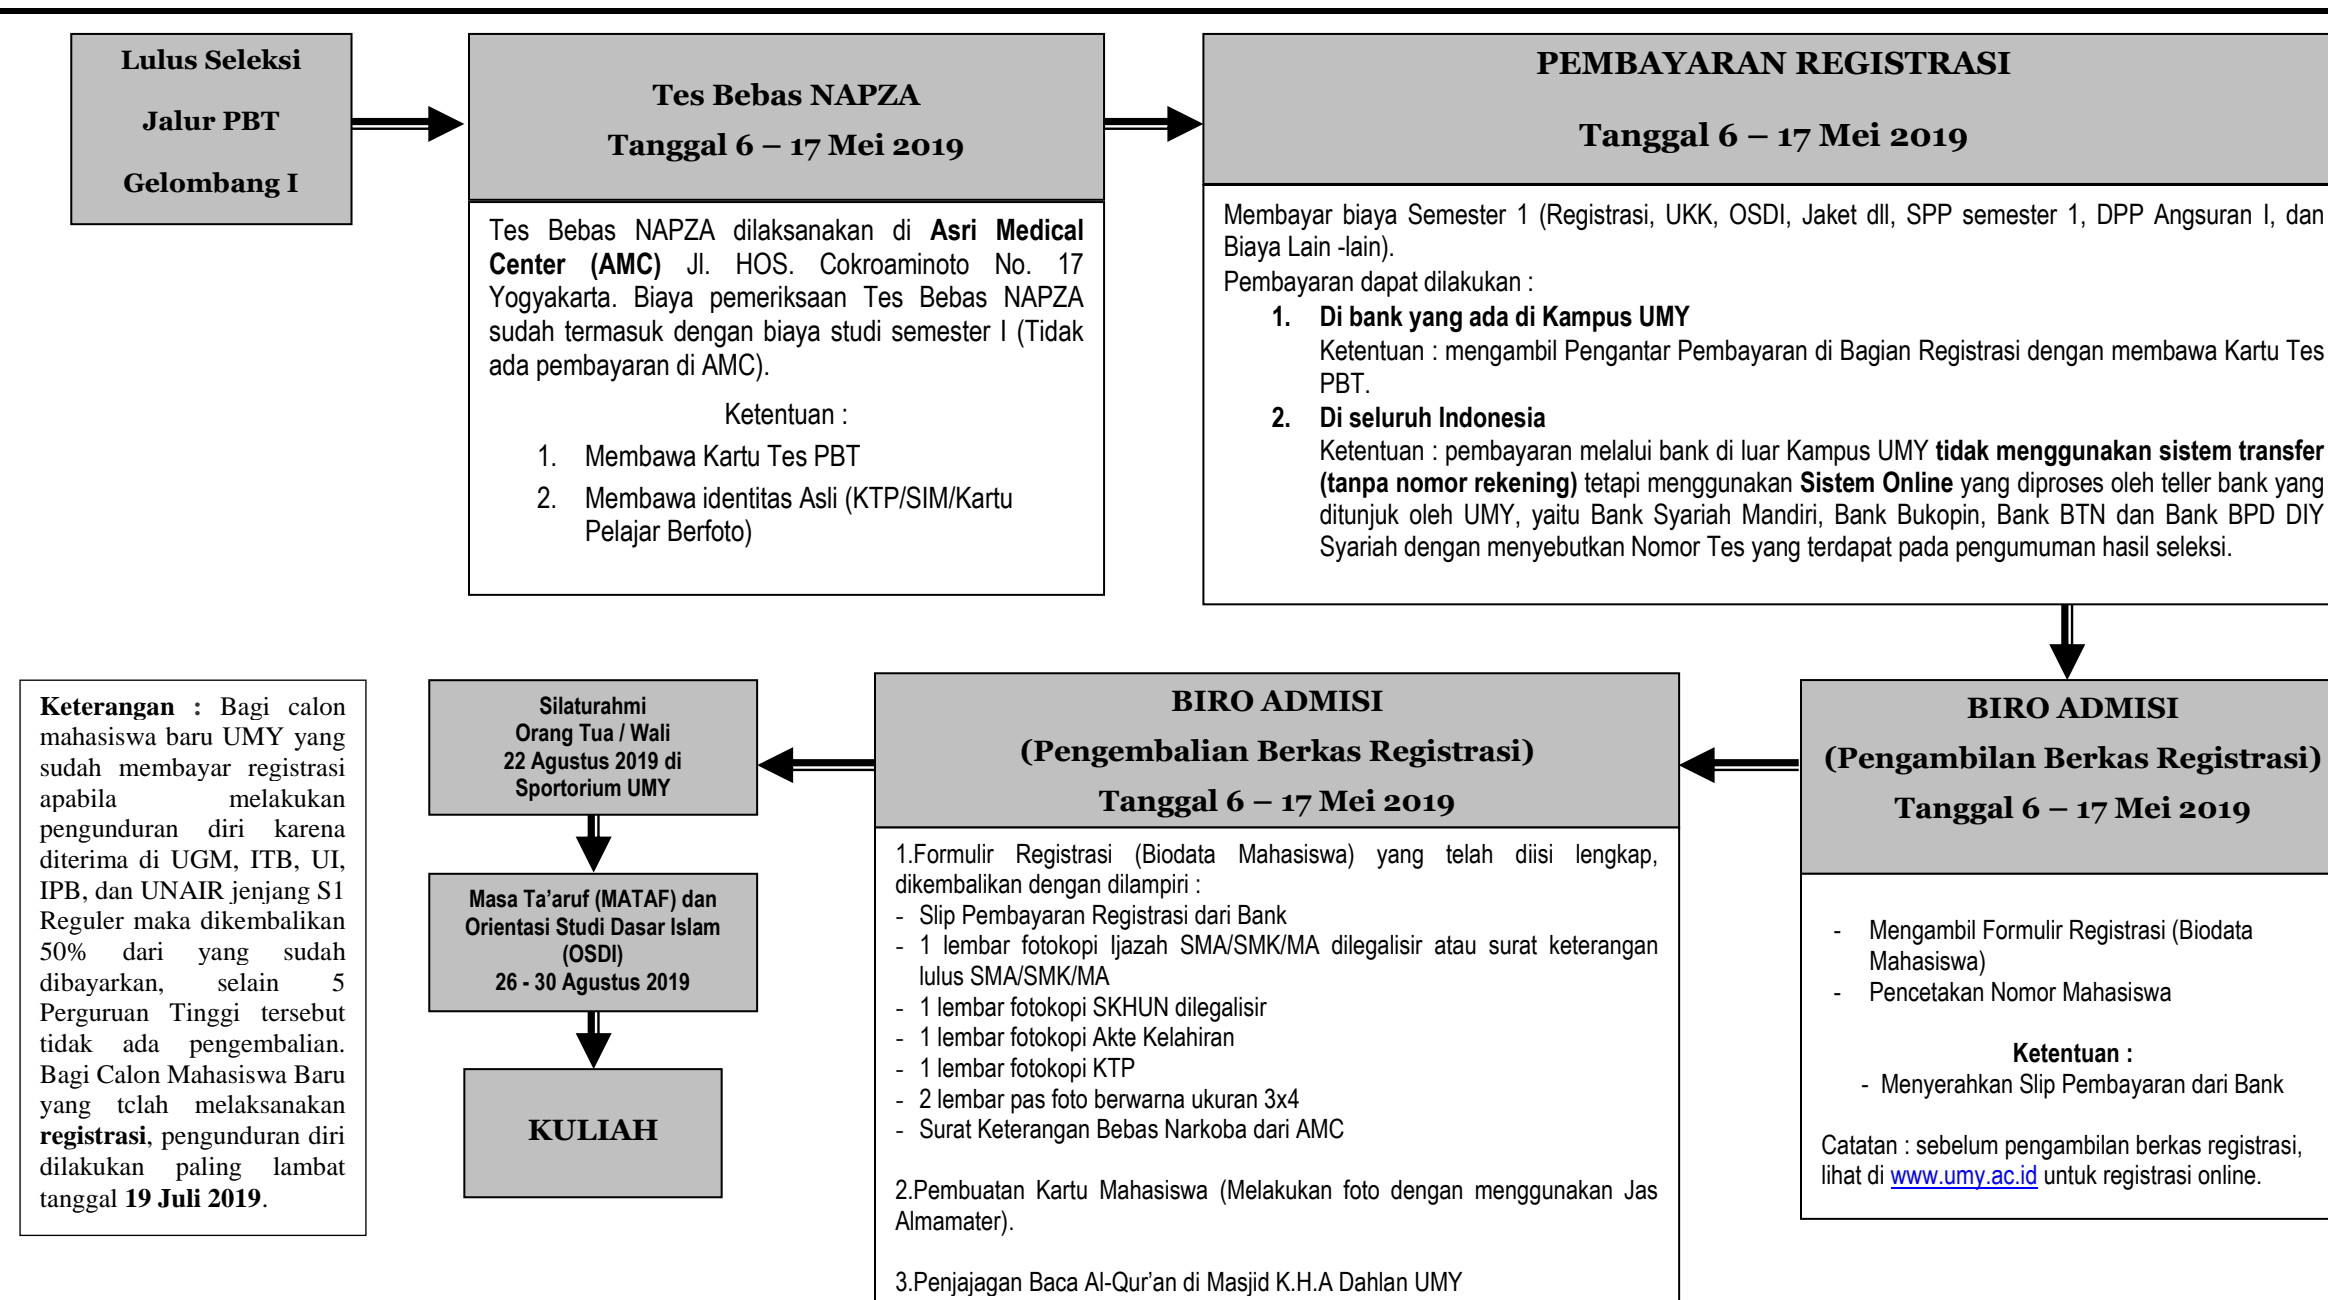 Lulus Seleksi
Jalur PBT
Gelombang I
Tes Bebas NAPZA
Tanggal 6 – 17 Mei 2019
Tes Bebas NAPZA dilaksanakan di Asri Medical
Center (AMC) Jl. HOS. Cokroaminoto No. 17
Yogyakarta. Biaya pemeriksaan Tes Bebas NAPZA
sudah termasuk dengan biaya studi semester I (Tidak
ada pembayaran di AMC).
Ketentuan :
1. Membawa Kartu Tes PBT
2. Membawa identitas Asli (KTP/SIM/Kartu
Pelajar Berfoto)
PEMBAYARAN REGISTRASI
Tanggal 6 – 17 Mei 2019
Membayar biaya Semester 1 (Registrasi, UKK, OSDI, Jaket dll, SPP semester 1, DPP Angsuran I, dan
Biaya Lain -lain).
Pembayaran dapat dilakukan :
1. Di bank yang ada di Kampus UMY
Ketentuan : mengambil Pengantar Pembayaran di Bagian Registrasi dengan membawa Kartu Tes
PBT.
2. Di seluruh Indonesia
Ketentuan : pembayaran melalui bank di luar Kampus UMY tidak menggunakan sistem transfer
(tanpa nomor rekening) tetapi menggunakan Sistem Online yang diproses oleh teller bank yang
ditunjuk oleh UMY, yaitu Bank Syariah Mandiri, Bank Bukopin, Bank BTN dan Bank BPD DIY
Syariah dengan menyebutkan Nomor Tes yang terdapat pada pengumuman hasil seleksi.
BIRO ADMISI
(Pengambilan Berkas Registrasi)
Tanggal 6 – 17 Mei 2019
- Mengambil Formulir Registrasi (Biodata
Mahasiswa)
- Pencetakan Nomor Mahasiswa
Ketentuan :
- Menyerahkan Slip Pembayaran dari Bank
Catatan : sebelum pengambilan berkas registrasi,
lihat di www.umy.ac.id untuk registrasi online.
BIRO ADMISI
(Pengembalian Berkas Registrasi)
Tanggal 6 – 17 Mei 2019
1.Formulir Registrasi (Biodata Mahasiswa) yang telah diisi lengkap,
dikembalikan dengan dilampiri :
- Slip Pembayaran Registrasi dari Bank
- 1 lembar fotokopi Ijazah SMA/SMK/MA dilegalisir atau surat keterangan
lulus SMA/SMK/MA
- 1 lembar fotokopi SKHUN dilegalisir
- 1 lembar fotokopi Akte Kelahiran
- 1 lembar fotokopi KTP
- 2 lembar pas foto berwarna ukuran 3x4
- Surat Keterangan Bebas Narkoba dari AMC
2.Pembuatan Kartu Mahasiswa (Melakukan foto dengan menggunakan Jas
Almamater).
3.Penjajagan Baca Al-Qur’an di Masjid K.H.A Dahlan UMY
Silaturahmi
Orang Tua / Wali
22 Agustus 2019 di
Sportorium UMY
Masa Ta’aruf (MATAF) dan
Orientasi Studi Dasar Islam
(OSDI)
26 - 30 Agustus 2019
KULIAH
Keterangan : Bagi calon
mahasiswa baru UMY yang
sudah membayar registrasi
apabila melakukan
pengunduran diri karena
diterima di UGM, ITB, UI,
IPB, dan UNAIR jenjang S1
Reguler maka dikembalikan
50% dari yang sudah
dibayarkan, selain 5
Perguruan Tinggi tersebut
tidak ada pengembalian.
Bagi Calon Mahasiswa Baru
yang tclah melaksanakan
registrasi, pengunduran diri
dilakukan paling lambat
tanggal 19 Juli 2019.